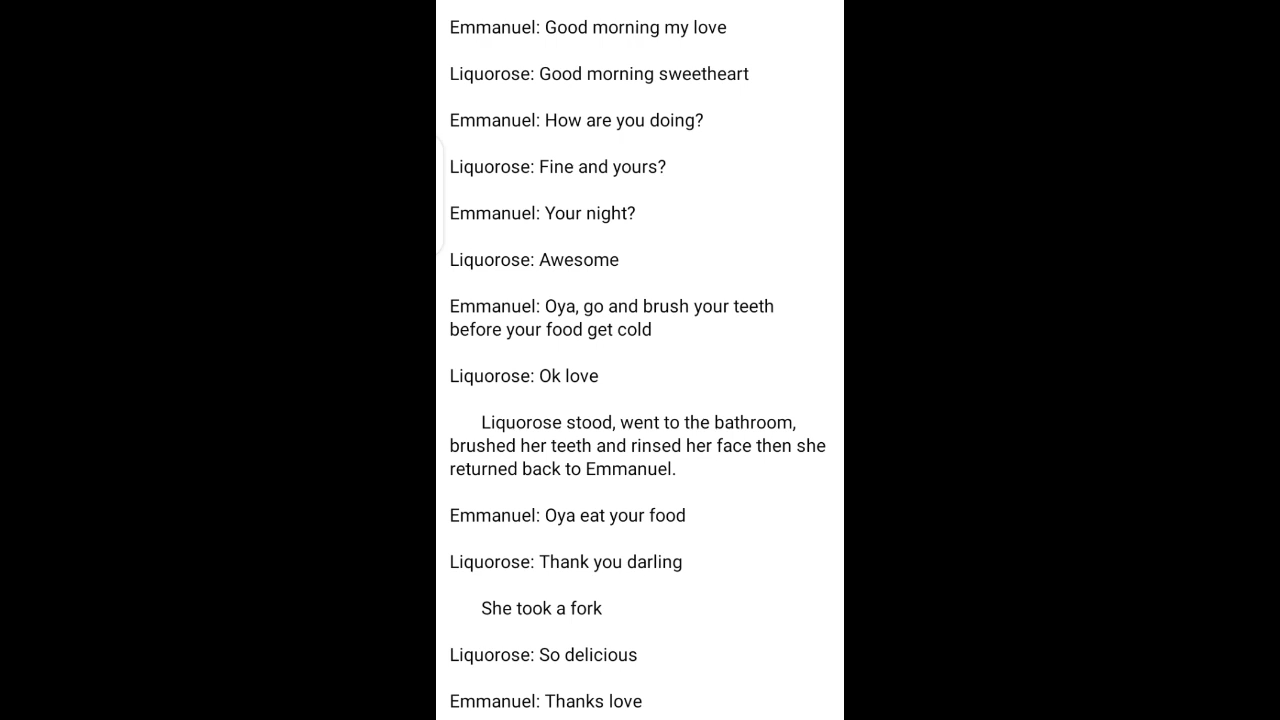 Emmanuel: Good morning my love
Liquorose: Good morning sweetheart
Emmanuel: How are you doing?
Liquorose: Fine and yours?
Emmanuel: Your night?
Liquorose: Awesome
Emmanuel: Oya, go and brush your teeth
before your food get cold
Liquorose: Ok love
Liquorose stood, went to the bathroom,
brushed her teeth and rinsed her face then she
returned back to Emmanuel.
Emmanuel: Oya eat your food
Liquorose: Thank you darling
She took a fork
Liquorose: So delicious
Emmanuel: Thanks love